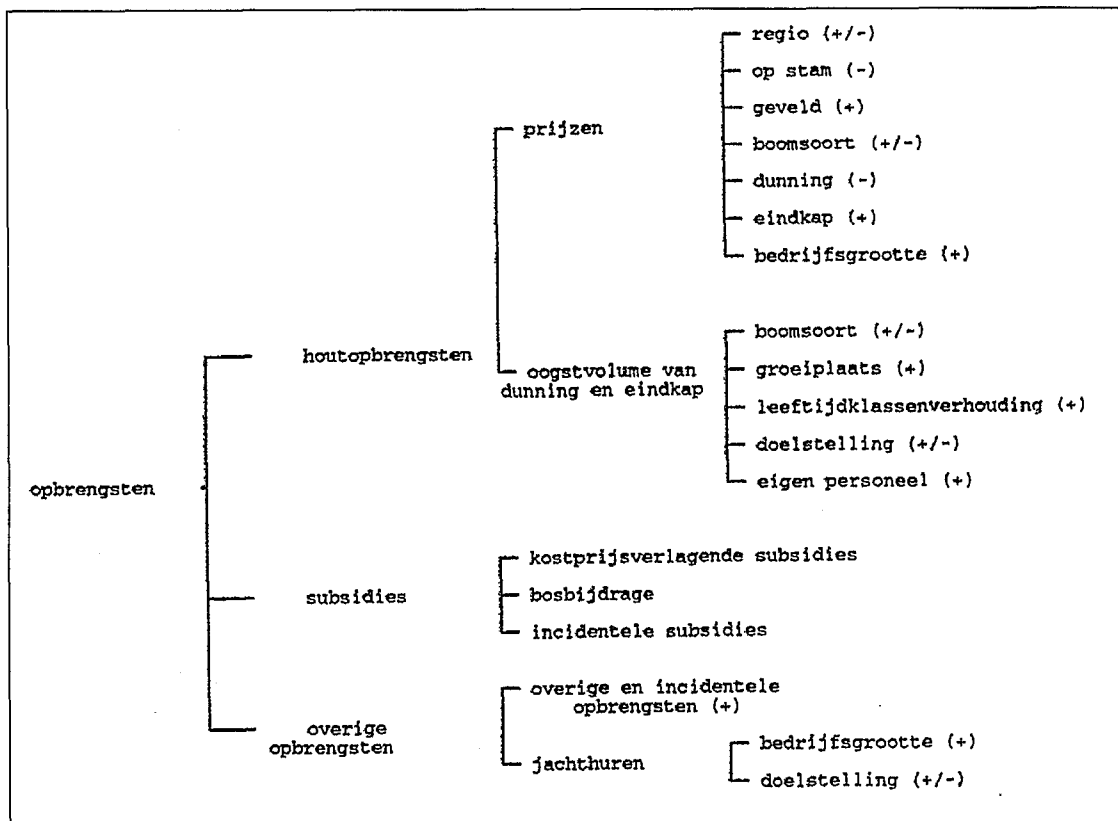 opbrengsten
houtopbrengsten
prijzen
regio (+/-)
op stam (-)
geveld (+)
boomsoort (+/-)
dunning (-)
eindkap (+)
bedrijfsgrootte (+)
oogstvolume van
dunning en eindkap
boomsoort (+/-)
groeiplaats (+)
leeftijdklassenverhouding (+)
doelstelling (+/-)
eigen personeel (+)
subsidies
kostprijsverlagende subsidies
bosbijdrage
incidentele subsidies
overige
opbrengsten
overige en incidentele
opbrengsten (+)
jachthuren
bedrijfsgrootte (+)
doelstelling (+/-)